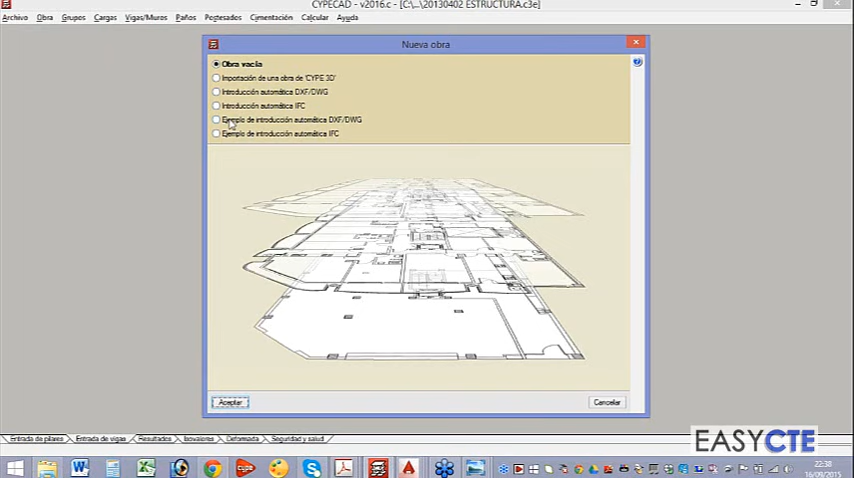 CYPECAD - v2016.c - [C:\...\20130402 ESTRUCTURA.c3e]
Archivo Obra Grupos Cargas Vigas/Muros Paños Postesados Cimentación Calcular Ayuda
Nueva obra
Obra vacía
Importación de una obra de 'CYPE 3D'
Introducción automática DXF/DWG
Introducción automática IFC
Ejemplo de introducción automática DXF/DWG
Ejemplo de introducción automática IFC
Aceptar Cancelar
EASYCTE
Entrada de pilares Entrada de vigas Resultados Isovalores Deformada Seguridad y salud
22:38
16/09/2015